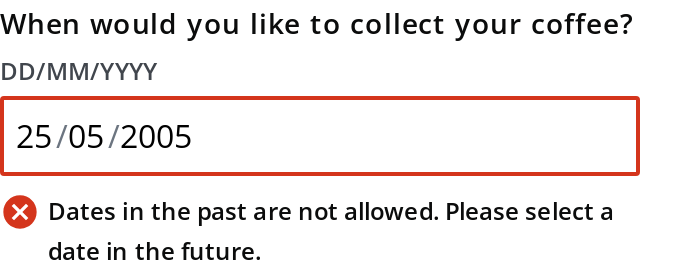 When would you like to collect your coffee?
DD/MM/YYYY
25/05/2005
Dates in the past are not allowed. Please select a
date in the future.